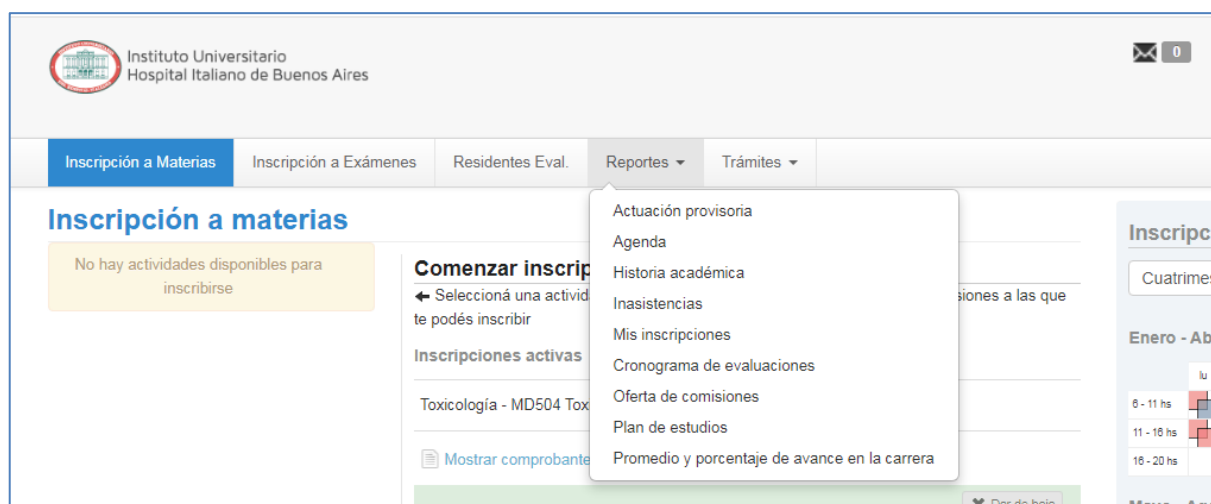 Instituto Universitario
Hospital Italiano de Buenos Aires
0
Inscripción a Materias
Inscripción a Exámenes
Residentes Eval.
Reportes
Trámites
Inscripción a materias
No hay actividades disponibles para
inscribirse
Comenzar inscrip
Seleccioná una activid
siones a las que
te podés inscribir
Inscripciones activas
Toxicología - MD504 Tox
Mostrar comprobante
Actuación provisoria
Agenda
Historia académica
Inasistencias
Mis inscripciones
Cronograma de evaluaciones
Oferta de comisiones
Plan de estudios
Promedio y porcentaje de avance en la carrera
Inscripc
Cuatrimes
Enero - Ab
lu
6 - 11 hs
11 - 16 hs
16 - 20 hs